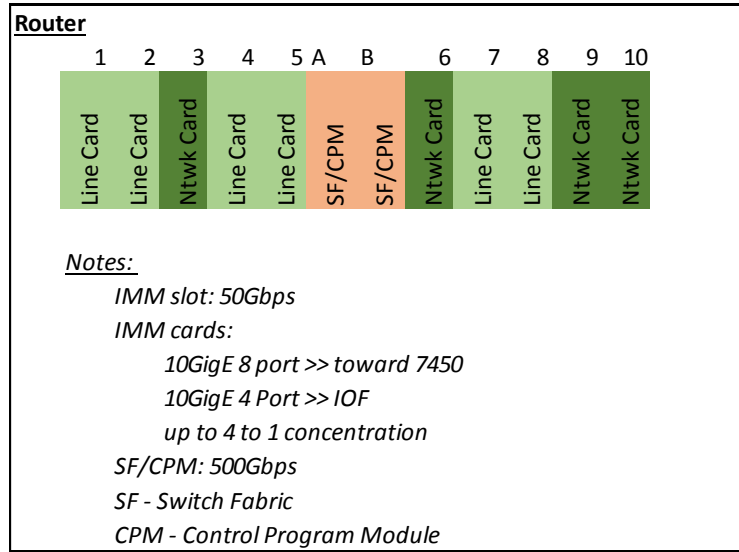 Router
1 2 3 4 5 A B 6 7 8 9 10
Line Card
Line Card
Ntwk Card
Line Card
Line Card
SF/CPM
SF/CPM
Ntwk Card
Line Card
Line Card
Ntwk Card
Ntwk Card
Notes:
IMM slot: 50Gbps
IMM cards:
10GigE 8 port >> toward 7450
10GigE 4 Port >> IOF
up to 4 to 1 concentration
SF/CPM: 500Gbps
SF - Switch Fabric
CPM - Control Program Module